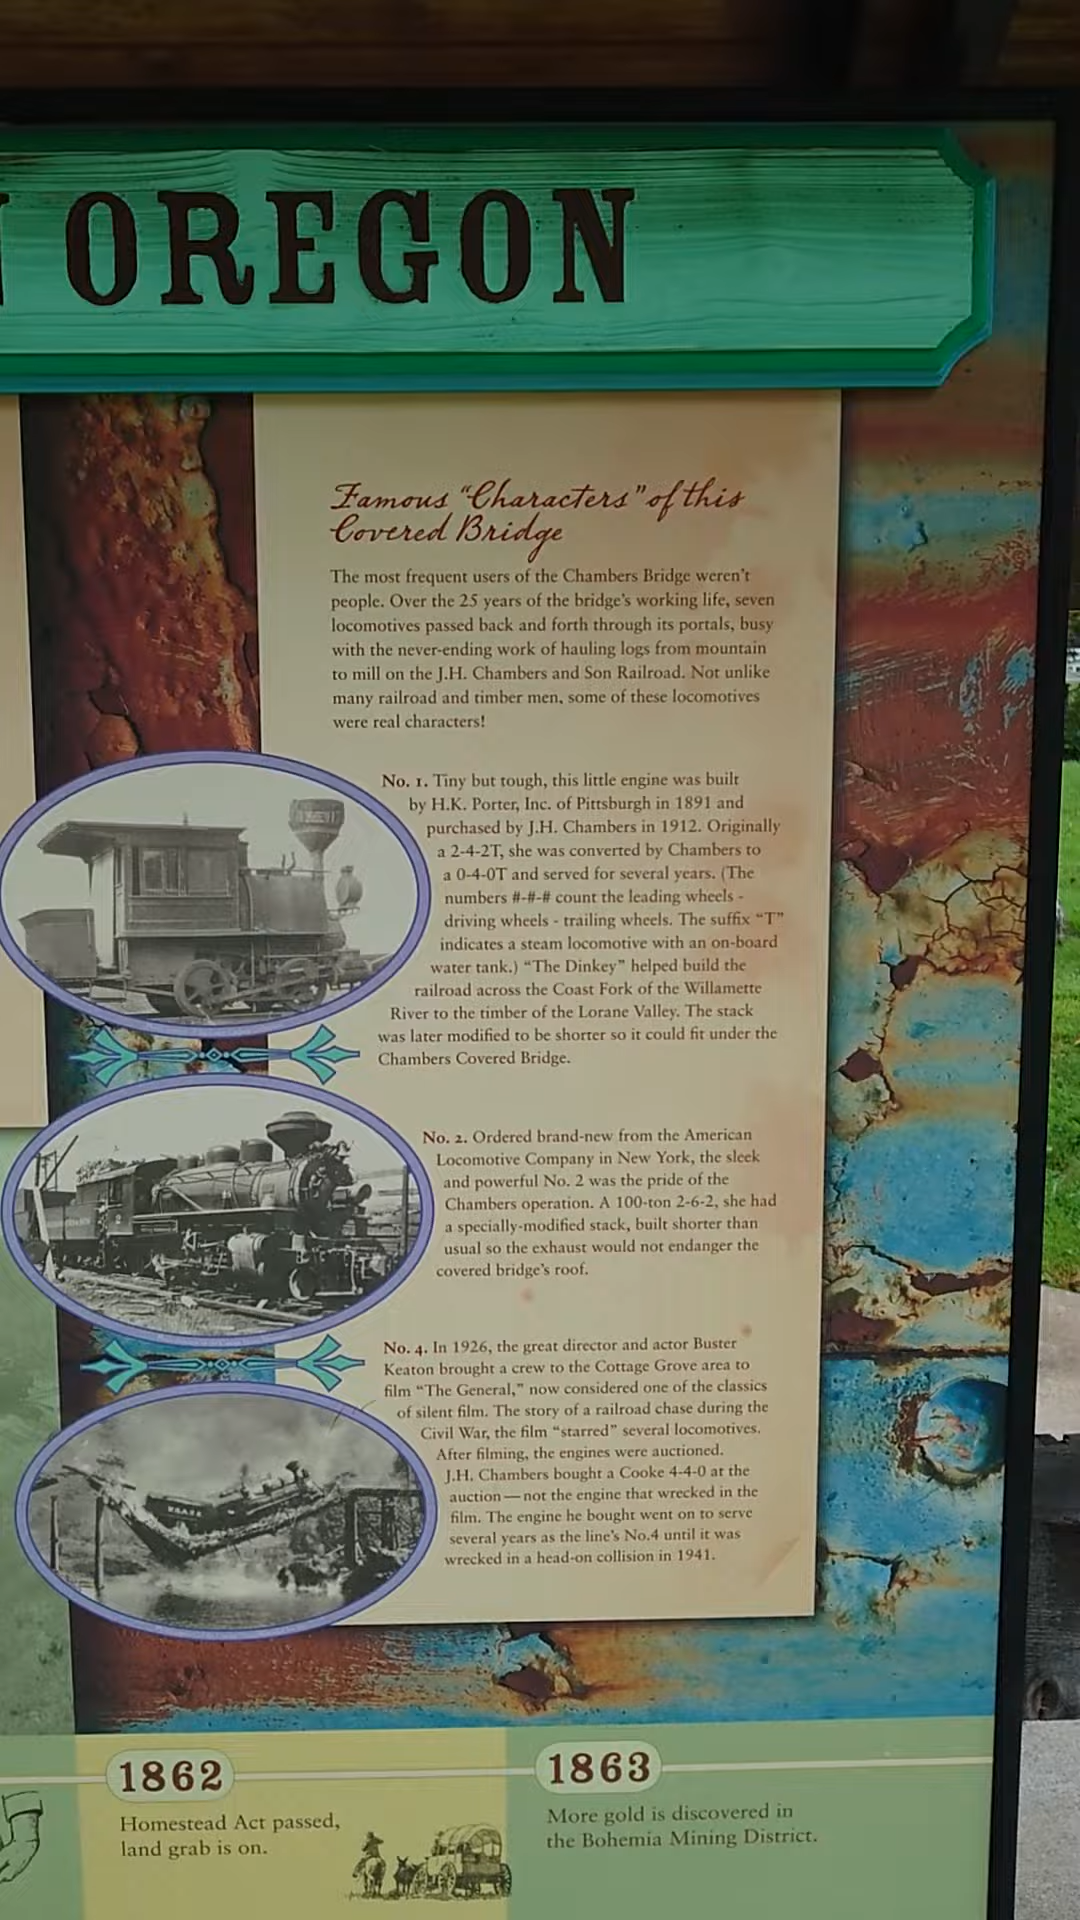 OREGON
Famous "Characters" of this
Covered Bridge
The most frequent users of the Chambers Bridge weren't
people. Over the 25 years of the bridge's working life, seven
locomotives passed back and forth through its portals, busy
with the never-ending work of hauling logs from mountain
to mill on the J.H. Chambers and Son Railroad. Not unlike
many railroad and timber men, some of these locomotives
were real characters!
No. 1. Tiny but tough, this little engine was built
by H.K. Porter, Inc. of Pittsburgh in 1891 and
purchased by J.H. Chambers in 1912. Originally
a 2-4-2T, she was converted by Chambers to
a 0-4-0T and served for several years. (The
numbers #-#-# count the leading wheels -
driving wheels - trailing wheels. The suffix "T"
indicates a steam locomotive with an on-board
water tank.) "The Dinkey" helped build the
railroad across the Coast Fork of the Willamette
River to the timber of the Lorane Valley. The stack
was later modified to be shorter so it could fit under the
Chambers Covered Bridge.
No. 2. Ordered brand-new from the American
Locomotive Company in New York, the sleek
and powerful No. 2 was the pride of the
Chambers operation. A 100-ton 2-6-2, she had
a specially-modified stack, built shorter than
usual so the exhaust would not endanger the
covered bridge's roof.
No. 4. In 1926, the great director and actor Buster
Keaton brought a crew to the Cottage Grove area to
film "The General," now considered one of the classics
of silent film. The story of a railroad chase during the
Civil War, the film "starred" several locomotives.
After filming, the engines were auctioned.
J.H. Chambers bought a Cooke 4-4-0 at the
auction — not the engine that wrecked in the
film. The engine he bought went on to serve
several years as the line's No.4 until it was
wrecked in a head-on collision in 1941.
1862
Homestead Act passed,
land grab is on.
1863
More gold is discovered in
the Bohemia Mining District.